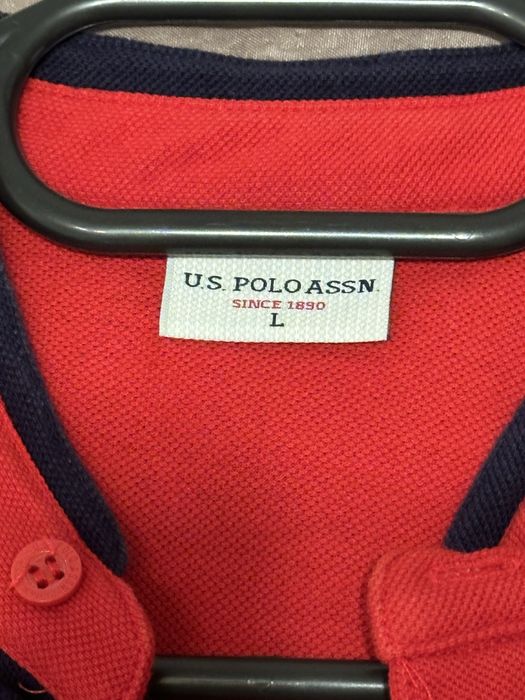 U.S. POLO ASSN.
SINCE 1890
L